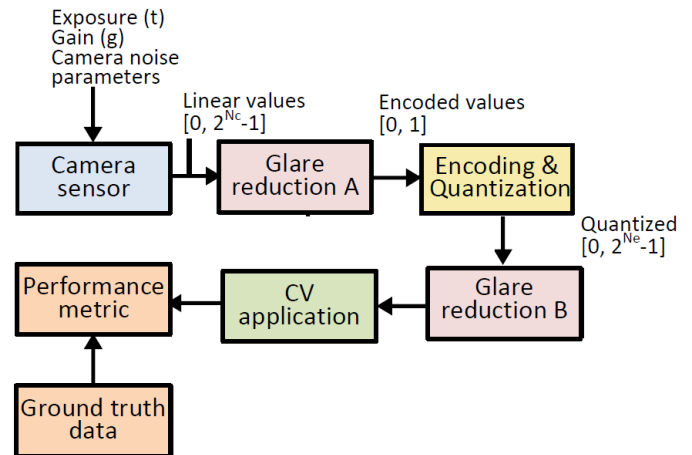 Exposure (t)
Gain (g)
Camera noise
parameters
Linear values
[0, 2^Nc-1]
Encoded values
[0, 1]
Camera
sensor
Glare
reduction A
Encoding &
Quantization
Quantized
[0, 2^Ne-1]
Performance
metric
CV
application
Glare
reduction B
Ground truth
data